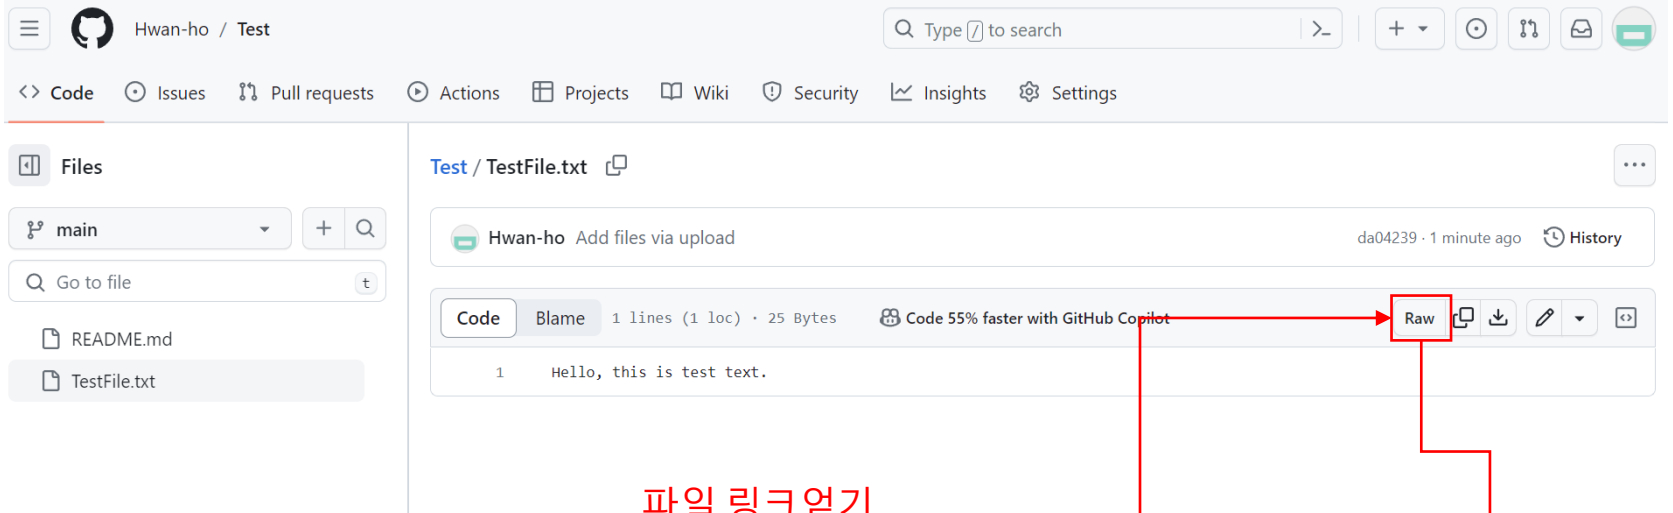 Hwan-ho / Test
Type / to search
Code
Issues
Pull requests
Actions
Projects
Wiki
Security
Insights
Settings
Files
Test / TestFile.txt
main
Hwan-ho Add files via upload
da04239 · 1 minute ago
History
Go to file
t
Code
Blame
1 lines (1 loc) · 25 Bytes
Code 55% faster with GitHub Copilot
Raw
README.md
TestFile.txt
1 Hello, this is test text.
파일 링크얻기